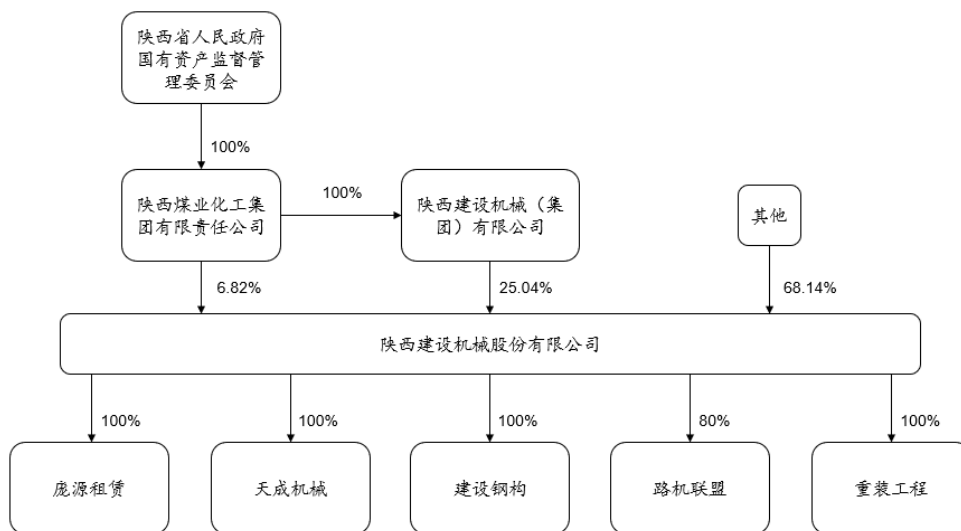 陕西省人民政府
国有资产监督管
理委员会
100%
陕西煤业化工集
团有限责任公司
100%
陕西建设机械（集
团）有限公司
其他
6.82%
25.04%
68.14%
陕西建设机械股份有限公司
100%
100%
100%
80%
100%
庞源租赁
天成机械
建设钢构
路机联盟
重装工程